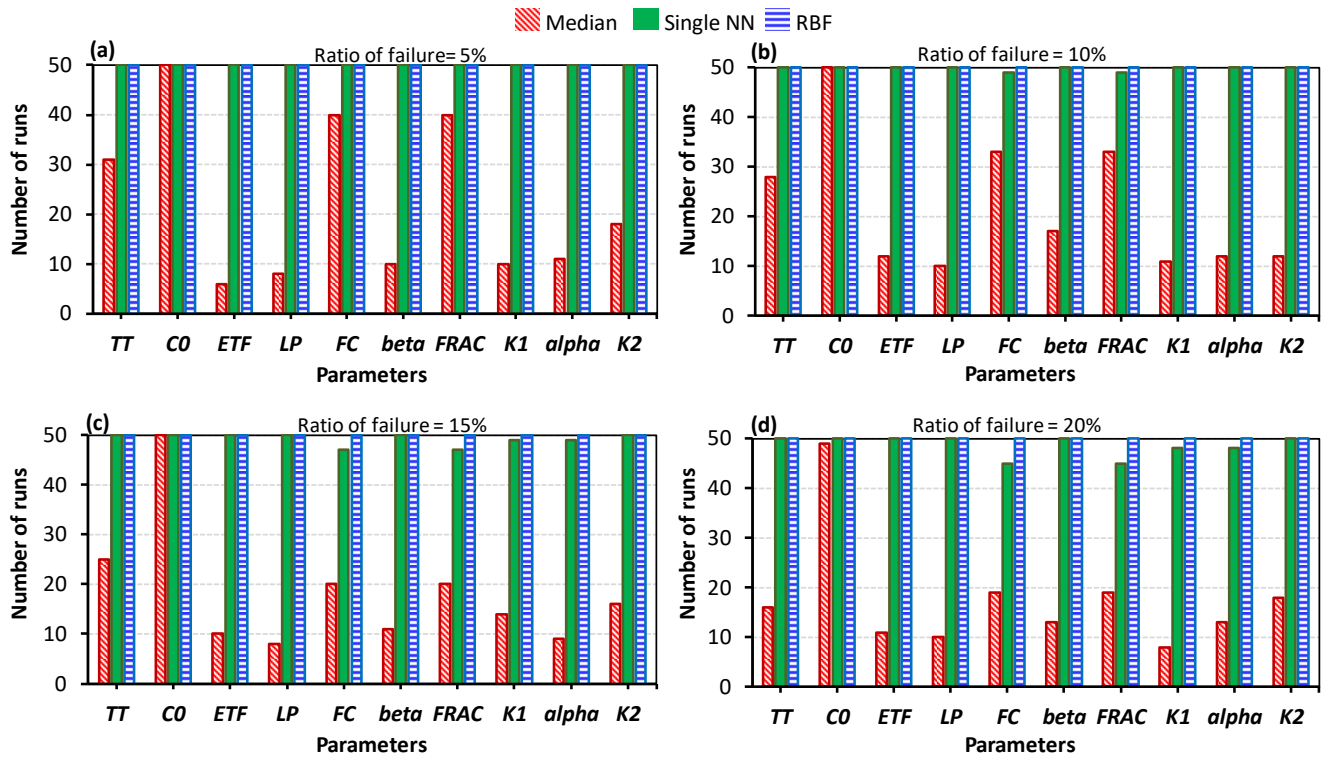 Median Single NN RBF
(a)
Ratio of failure= 5%
Number of runs
50
40
30
20
10
0
TT C0 ETF LP FC beta FRAC K1 alpha K2
Parameters
(b)
Ratio of failure = 10%
Number of runs
50
40
30
20
10
0
TT C0 ETF LP FC beta FRAC K1 alpha K2
Parameters
(c)
Ratio of failure = 15%
Number of runs
50
40
30
20
10
0
TT C0 ETF LP FC beta FRAC K1 alpha K2
Parameters
(d)
Ratio of failure = 20%
Number of runs
50
40
30
20
10
0
TT C0 ETF LP FC beta FRAC K1 alpha K2
Parameters